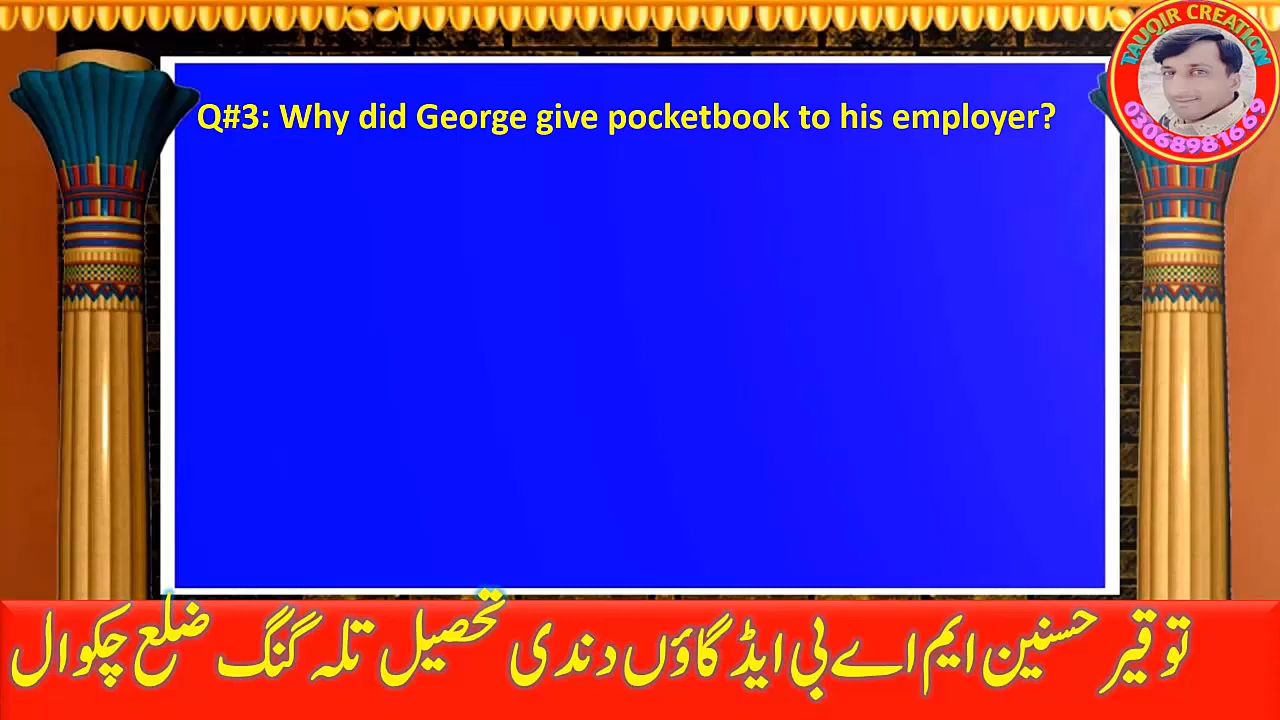 TAUQIR CREATION
03068981669
Q#3: Why did George give pocketbook to his employer?
توقیر حسنین ایم اے بی ایڈ گاؤں دندی تحصیل تلہ گنگ ضلع چکوال